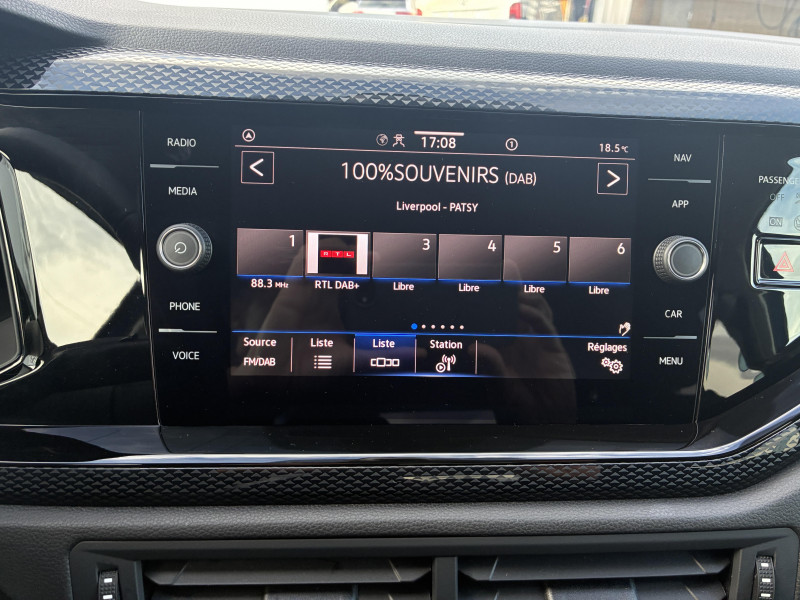 RADIO
MEDIA
PHONE
VOICE
17:08
1
18.5°C
100%SOUVENIRS (DAB)
Liverpool - PATSY
1
RTL
3
4
5
6
88.3 MHz
RTL DAB+
Libre
Libre
Libre
Libre
Source
Liste
Liste
Station
Réglages
FM/DAB
NAV
APP
CAR
MENU
PASSENGE
OFF
ON